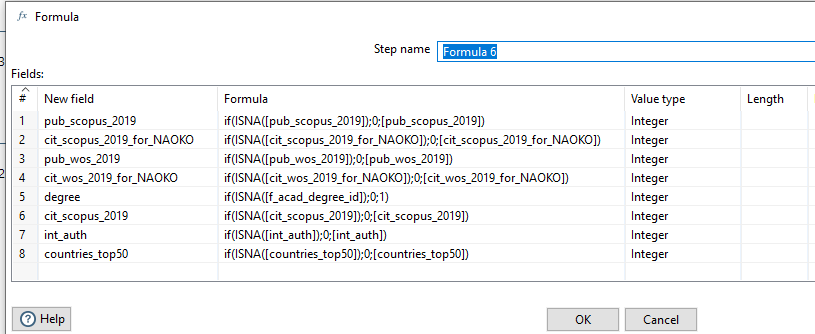 fx Formula
Step name Formula 6
Fields:
# New field Formula Value type Length
1 pub_scopus_2019 if(ISNA([pub_scopus_2019]);0;[pub_scopus_2019]) Integer
2 cit_scopus_2019_for_NAOKO if(ISNA([cit_scopus_2019_for_NAOKO]);0;[cit_scopus_2019_for_NAOKO]) Integer
3 pub_wos_2019 if(ISNA([pub_wos_2019]);0;[pub_wos_2019]) Integer
4 cit_wos_2019_for_NAOKO if(ISNA([cit_wos_2019_for_NAOKO]);0;[cit_wos_2019_for_NAOKO]) Integer
5 degree if(ISNA([f_acad_degree_id]);0;1) Integer
6 cit_scopus_2019 if(ISNA([cit_scopus_2019]);0;[cit_scopus_2019]) Integer
7 int_auth if(ISNA([int_auth]);0;[int_auth]) Integer
8 countries_top50 if(ISNA([countries_top50]);0;[countries_top50]) Integer
Help OK Cancel